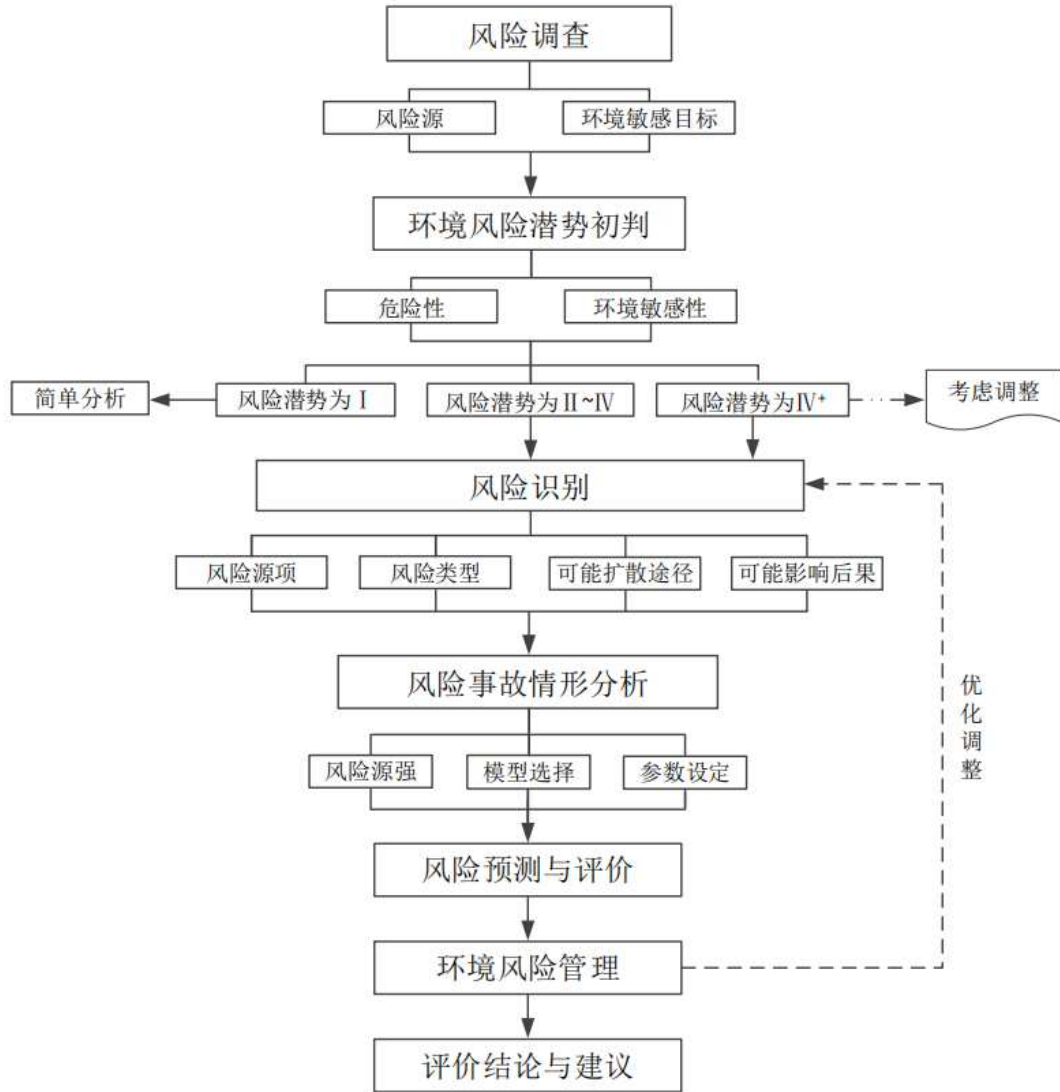 风险调查
风险源
环境敏感目标
环境风险潜势初判
危险性
环境敏感性
简单分析
风险潜势为Ⅰ
风险潜势为Ⅱ~Ⅳ
风险潜势为Ⅳ⁺
考虑调整
风险识别
风险源项
风险类型
可能扩散途径
可能影响后果
风险事故情形分析
风险源强
模型选择
参数设定
优化调整
风险预测与评价
环境风险管理
评价结论与建议